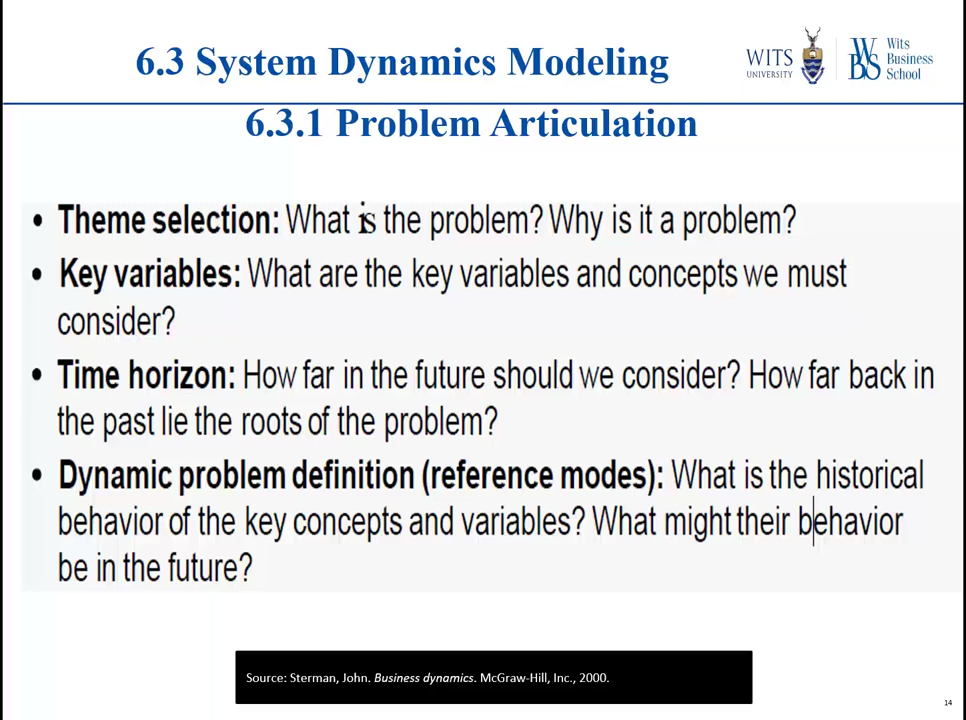 6.3 System Dynamics Modeling
WITS
UNIVERSITY
WBS
Wits
Business
School
6.3.1 Problem Articulation
• Theme selection: What is the problem? Why is it a problem?
• Key variables: What are the key variables and concepts we must
consider?
• Time horizon: How far in the future should we consider? How far back in
the past lie the roots of the problem?
• Dynamic problem definition (reference modes): What is the historical
behavior of the key concepts and variables? What might their behavior
be in the future?
Source: Sterman, John. Business dynamics. McGraw-Hill, Inc., 2000.
14